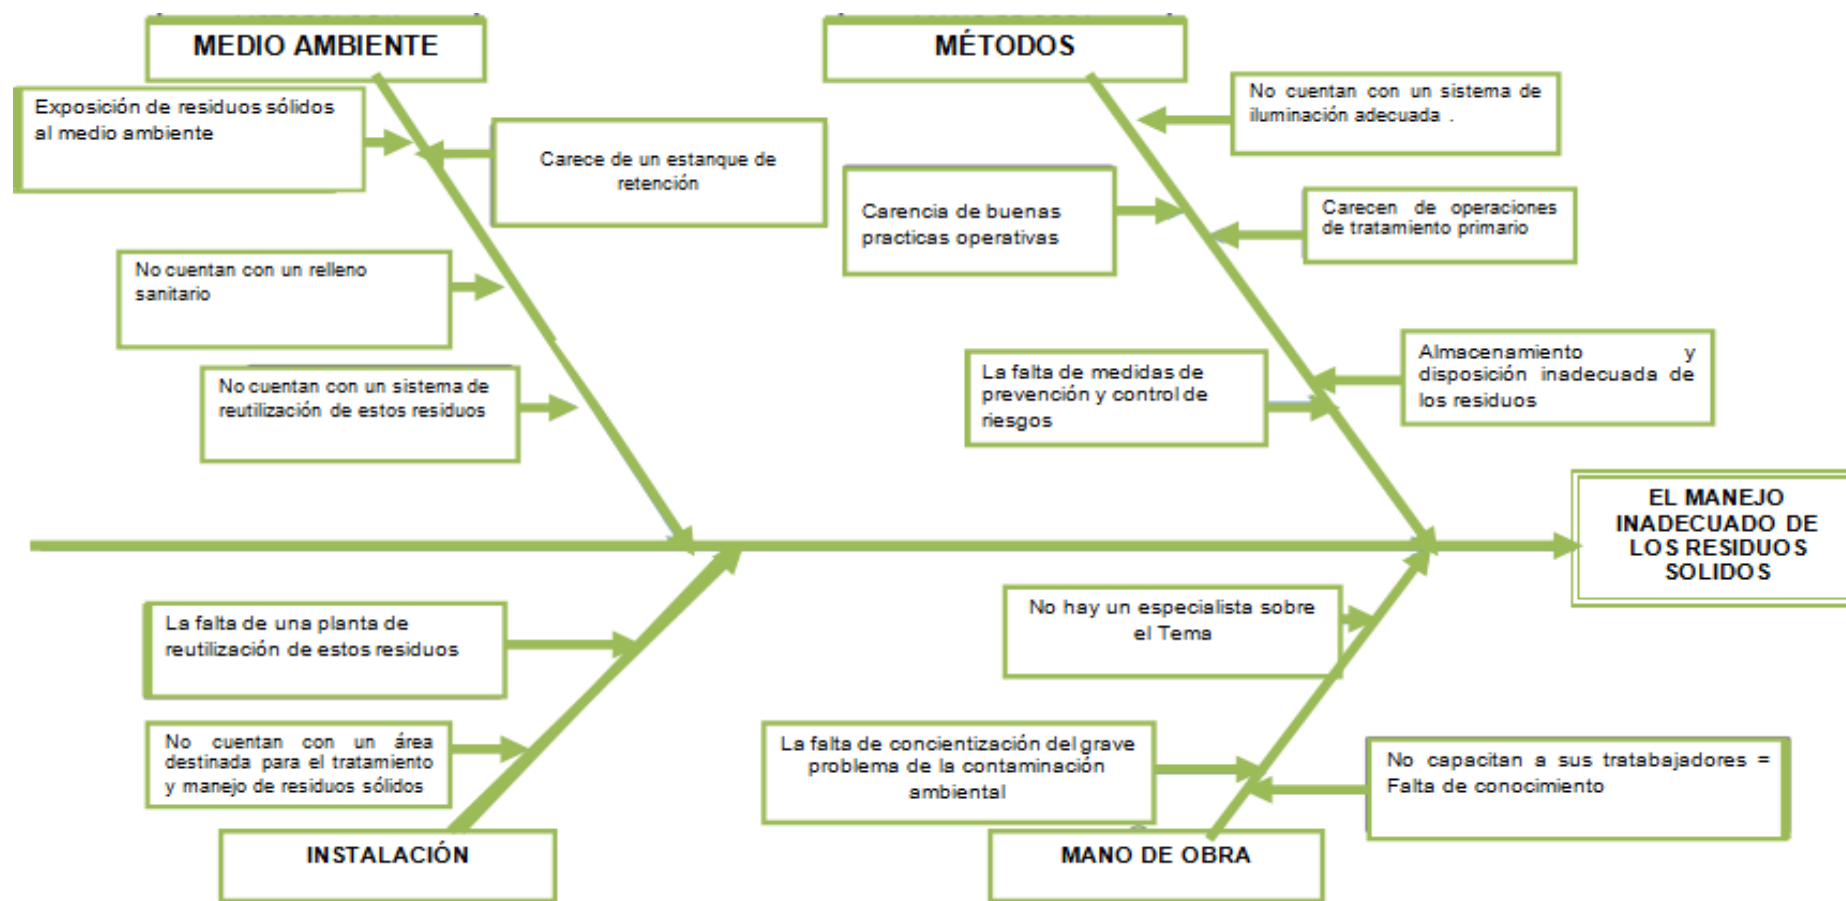 MEDIO AMBIENTE
Exposición de residuos sólidos
al medio ambiente
Carece de un estanque de
retención
No cuentan con un relleno
sanitario
No cuentan con un sistema de
reutilización de estos residuos
MÉTODOS
No cuentan con un sistema de
iluminación adecuada .
Carencia de buenas
practicas operativas
Carecen de operaciones
de tratamiento primario
La falta de medidas de
prevención y control de
riesgos
Almacenamiento y
disposición inadecuada de
los residuos
EL MANEJO
INADECUADO DE
LOS RESIDUOS
SOLIDOS
La falta de una planta de
reutilización de estos residuos
No cuentan con un área
destinada para el tratamiento
y manejo de residuos sólidos
INSTALACIÓN
No hay un especialista sobre
el Tema
La falta de concientización del grave
problema de la contaminación
ambiental
No capacitan a sus tratabajadores =
Falta de conocimiento
MANO DE OBRA